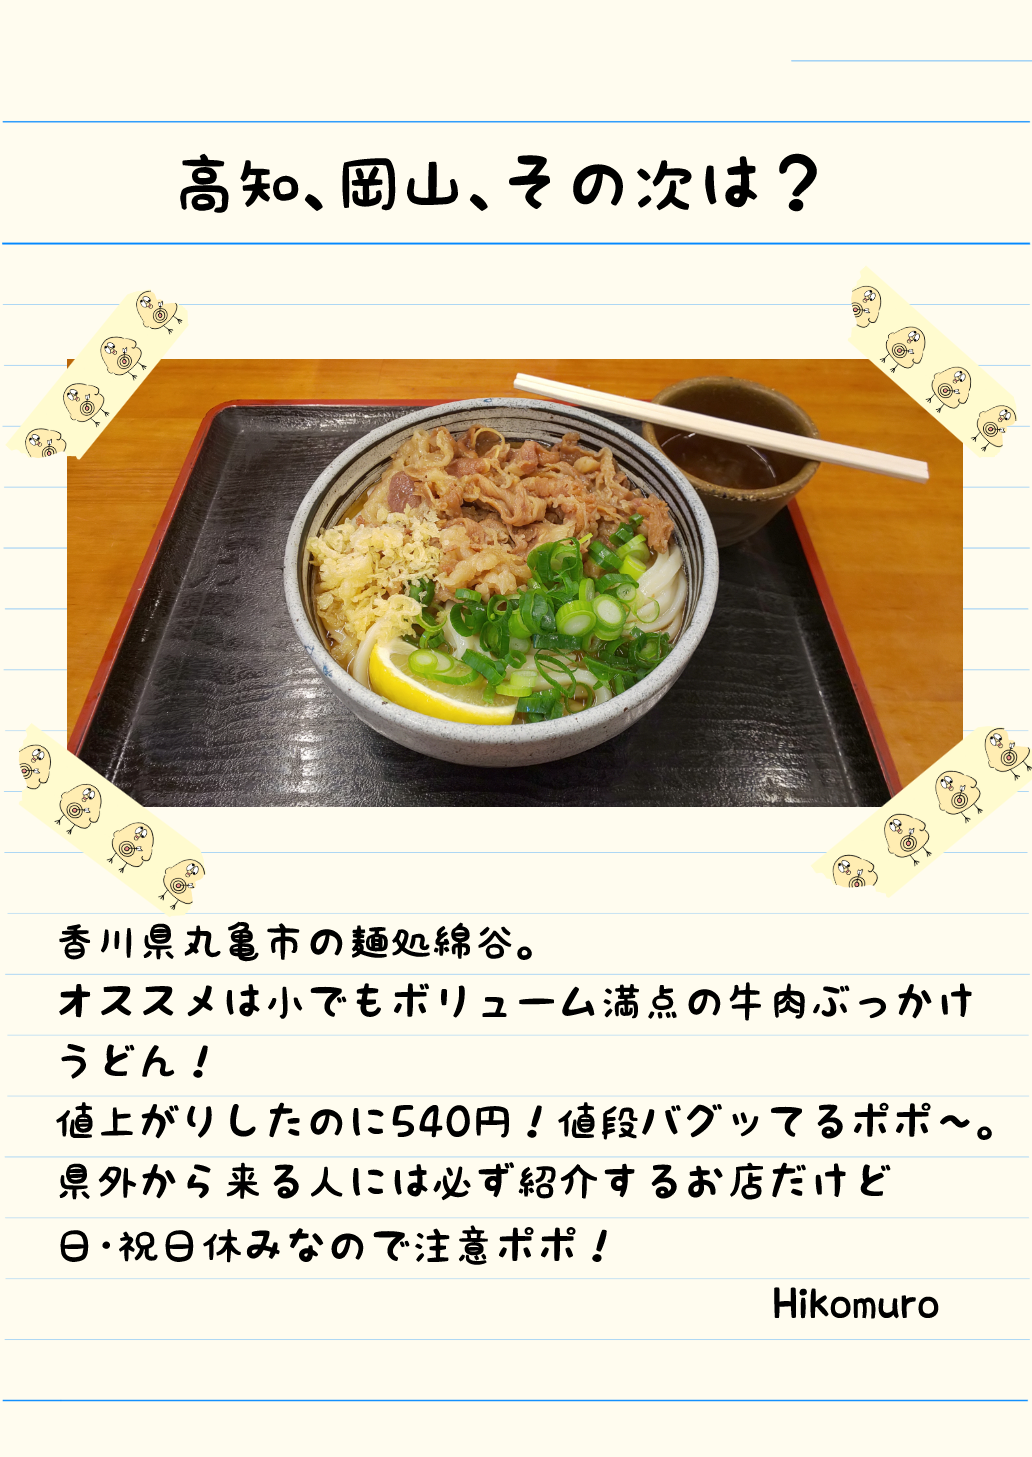 高知、岡山、その次は？
香川県丸亀市の麺処綿谷。
オススメは小でもボリューム満点の牛肉ぶっかけ
うどん！
値上がりしたのに540円！値段バグッてるポポ～。
県外から来る人には必ず紹介するお店だけど
日・祝日休みなので注意ポポ！
Hikomuro